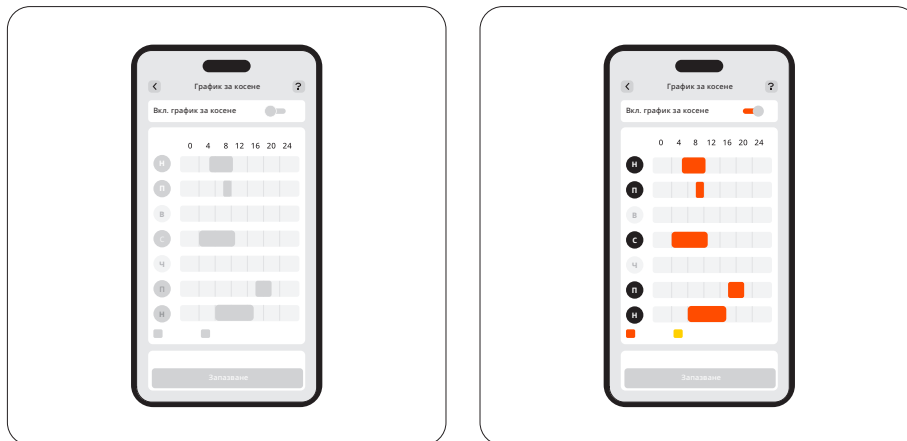 График за косене
?
Вкл. график за косене
0 4 8 12 16 20 24
Н
П
В
С
Ч
П
Н
Запазване
График за косене
?
Вкл. график за косене
0 4 8 12 16 20 24
Н
П
В
С
Ч
П
Н
Запазване